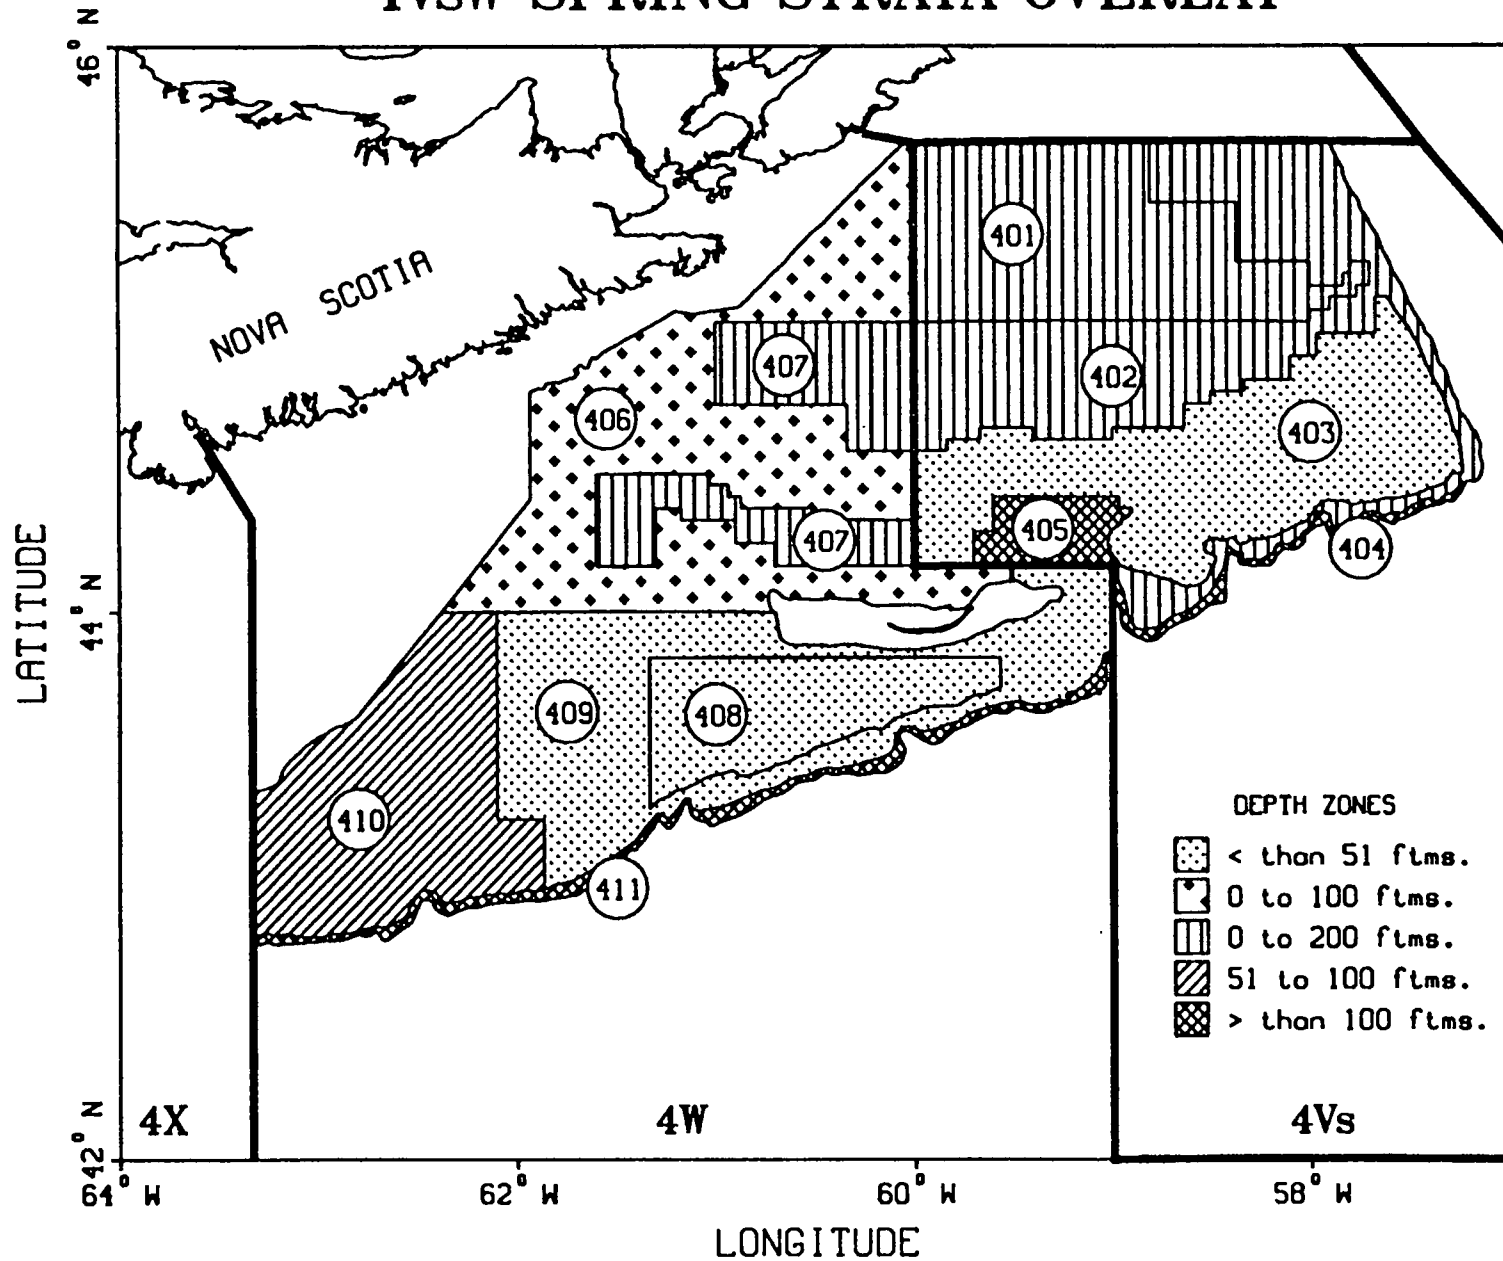 46° N
NOVA SCOTIA
401
407
402
406
403
405
407
404
LATITUDE
44° N
409
408
410
411
DEPTH ZONES
< than 51 ftms.
0 to 100 ftms.
0 to 200 ftms.
51 to 100 ftms.
> than 100 ftms.
42° N
4X
4W
4Vs
64° W
62° W
60° W
58° W
LONGITUDE